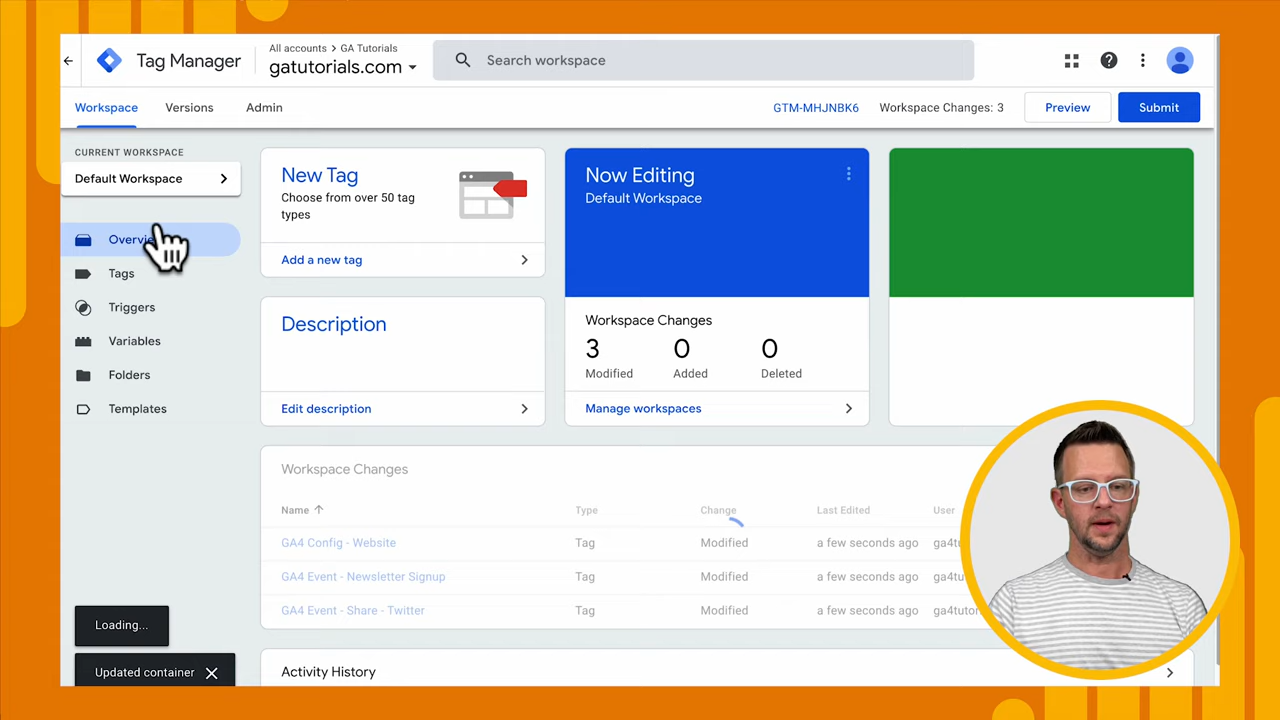 All accounts > GA Tutorials
Tag Manager
gatutorials.com
Search workspace
Workspace
Versions
Admin
GTM-MHJNBK6
Workspace Changes: 3
Preview
Submit
CURRENT WORKSPACE
Default Workspace
Overvie
Tags
Triggers
Variables
Folders
Templates
New Tag
Choose from over 50 tag
types
Add a new tag
Description
Edit description
Now Editing
Default Workspace
Workspace Changes
3
0
0
Modified
Added
Deleted
Manage workspaces
Workspace Changes
Name
Type
Change
Last Edited
User
GA4 Config - Website
Tag
Modified
a few seconds ago
ga4tu
GA4 Event - Newsletter Signup
Tag
Modified
a few seconds ago
ga4tu
GA4 Event - Share - Twitter
Tag
Modified
a few seconds ago
ga4tutor
Activity History
Loading...
Updated container